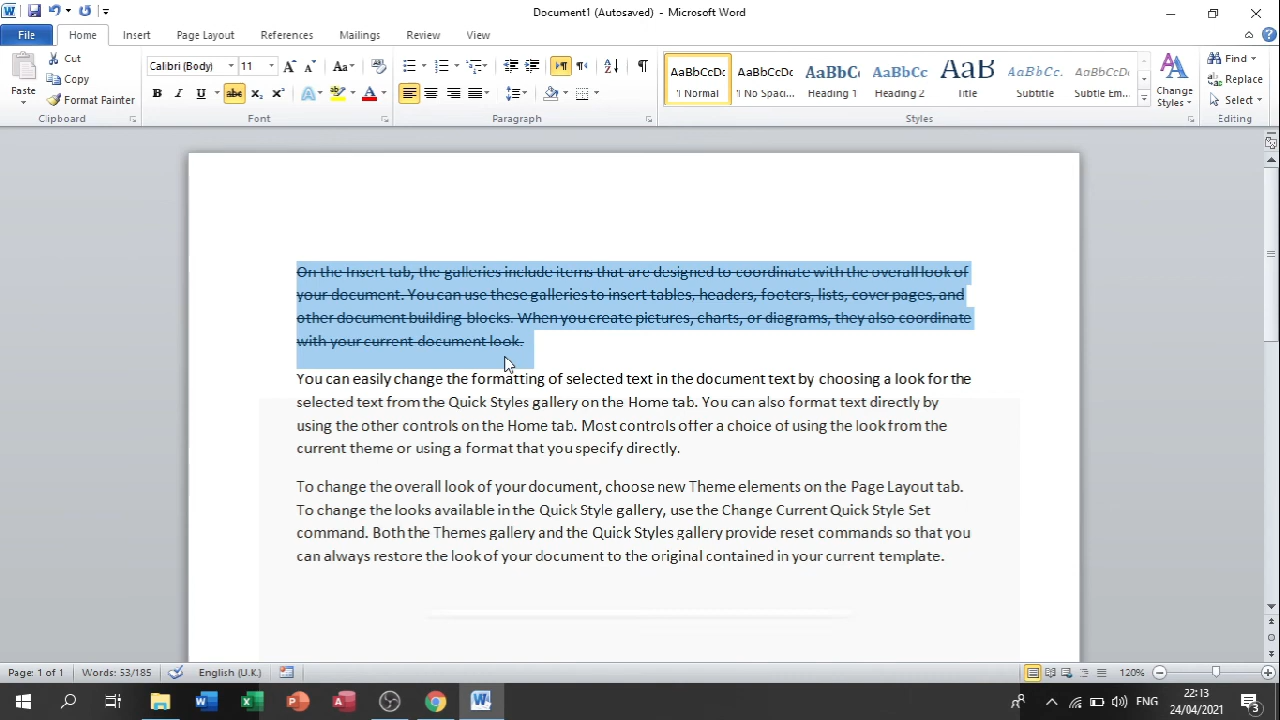 Document1 (Autosaved) - Microsoft Word
File Home Insert Page Layout References Mailings Review View
Paste
Cut
Copy
Format Painter
Clipboard
Calibri (Body) 11
Font
Paragraph
AaBbCcDc AaBbCcDc AaBbC AaBbCc AaB AaBbCc. AaBbCcDc
¶ Normal ¶ No Spac... Heading 1 Heading 2 Title Subtitle Subtle Em...
Change
Styles
Styles
Find
Replace
Select
Editing
On the Insert tab, the galleries include items that are designed to coordinate with the overall look of
your document. You can use these galleries to insert tables, headers, footers, lists, cover pages, and
other document building blocks. When you create pictures, charts, or diagrams, they also coordinate
with your current document look.
You can easily change the formatting of selected text in the document text by choosing a look for the
selected text from the Quick Styles gallery on the Home tab. You can also format text directly by
using the other controls on the Home tab. Most controls offer a choice of using the look from the
current theme or using a format that you specify directly.
To change the overall look of your document, choose new Theme elements on the Page Layout tab.
To change the looks available in the Quick Style gallery, use the Change Current Quick Style Set
command. Both the Themes gallery and the Quick Styles gallery provide reset commands so that you
can always restore the look of your document to the original contained in your current template.
Page: 1 of 1 Words: 53/185 English (U.K.) 120%
ENG
22:13
24/04/2021
3